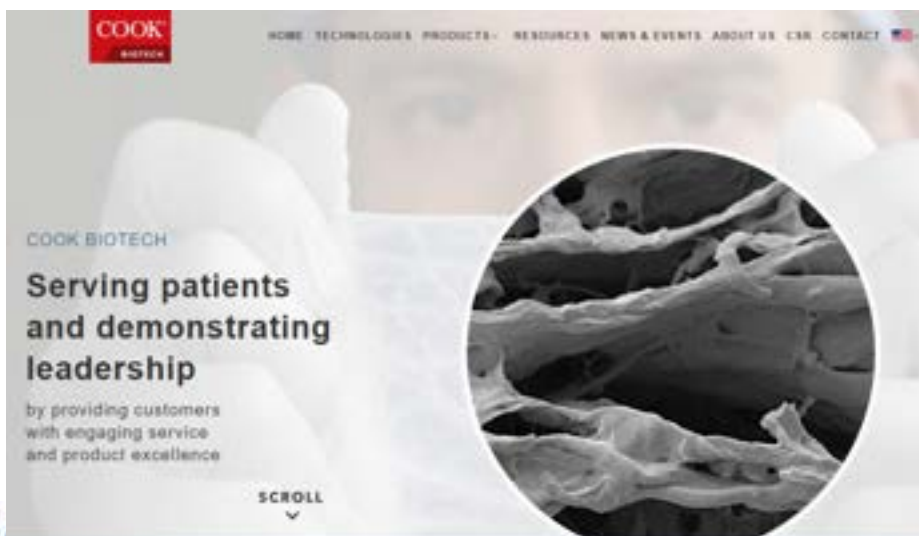 COOK
BIOTECH
HOME TECHNOLOGIES PRODUCTS RESOURCES NEWS & EVENTS ABOUT US CSR CONTACT
COOK BIOTECH
Serving patients
and demonstrating
leadership
by providing customers
with engaging service
and product excellence
SCROLL